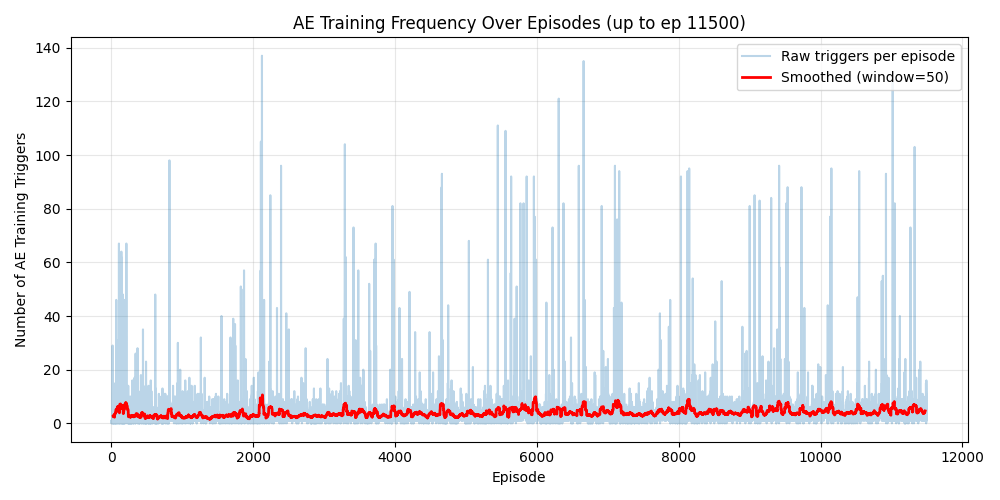 AE Training Frequency Over Episodes (up to ep 11500)
Raw triggers per episode
Smoothed (window=50)
Number of AE Training Triggers
140
120
100
80
60
40
20
0
0 2000 4000 6000 8000 10000 12000
Episode